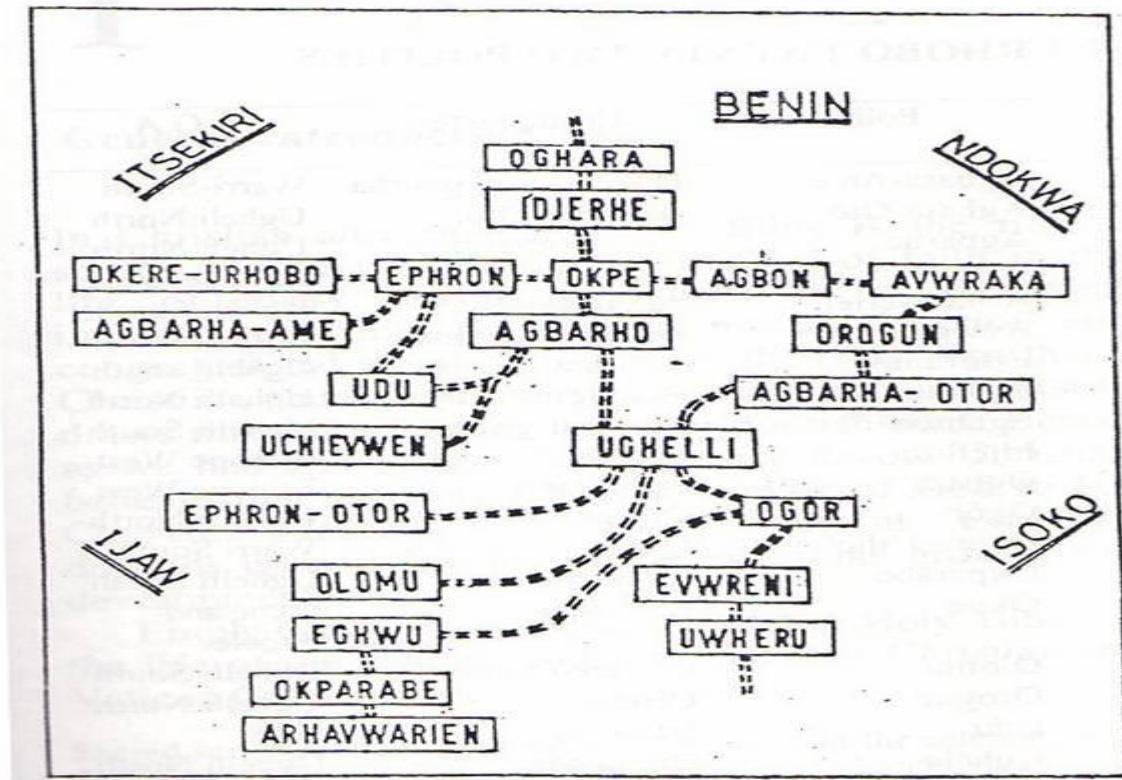 BENIN
ITSEKIRI
NDOKWA
OGHARA
IDJERHE
OKERE-URHOBO
EPHRON
OKPE
AGBON
AVWRAKA
AGBARHA-AME
AGBARHO
OROGUN
UDU
AGBARHA-OTOR
UGHIEVWEN
UGHELLI
EPHRON-OTOR
OGOR
IJAW
ISOKO
OLOMU
EVWRENI
EGHWU
UWHERU
OKPARABE
ARHAVWARIEN